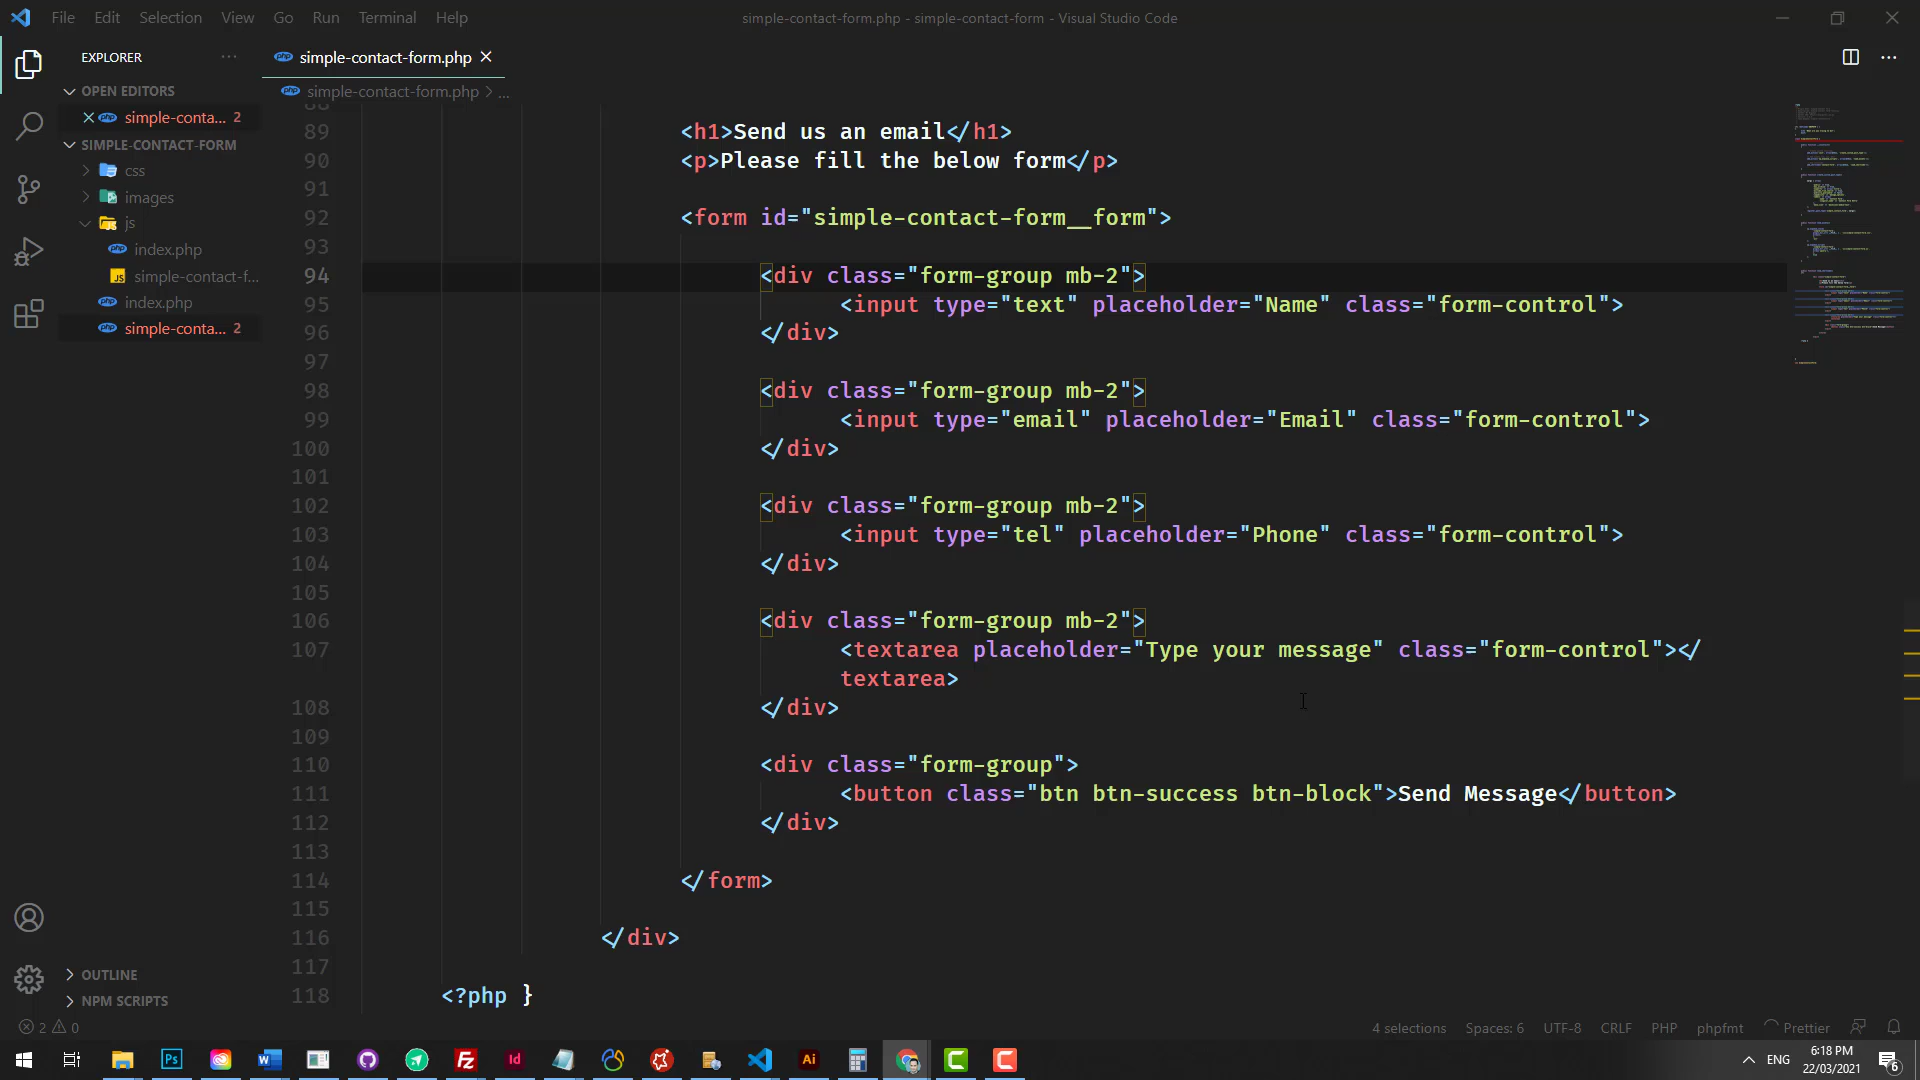 File Edit Selection View Go Run Terminal Help
simple-contact-form.php - simple-contact-form - Visual Studio Code
EXPLORER
OPEN EDITORS
simple-conta... 2
SIMPLE-CONTACT-FORM
css
images
js
index.php
simple-contact-f...
index.php
simple-conta... 2
OUTLINE
NPM SCRIPTS
simple-contact-form.php
simple-contact-form.php > ...
88
89 <h1>Send us an email</h1>
90 <p>Please fill the below form</p>
91
92 <form id="simple-contact-form__form">
93
94 <div class="form-group mb-2">
95 <input type="text" placeholder="Name" class="form-control">
96 </div>
97
98 <div class="form-group mb-2">
99 <input type="email" placeholder="Email" class="form-control">
100 </div>
101
102 <div class="form-group mb-2">
103 <input type="tel" placeholder="Phone" class="form-control">
104 </div>
105
106 <div class="form-group mb-2">
107 <textarea placeholder="Type your message" class="form-control"></
textarea>
108 </div>
109
110 <div class="form-group">
111 <button class="btn btn-success btn-block">Send Message</button>
112 </div>
113
114 </form>
115
116 </div>
117
118 <?php }
2 0
4 selections Spaces: 6 UTF-8 CRLF PHP phpfmt Prettier
ENG
6:18 PM
22/03/2021
6